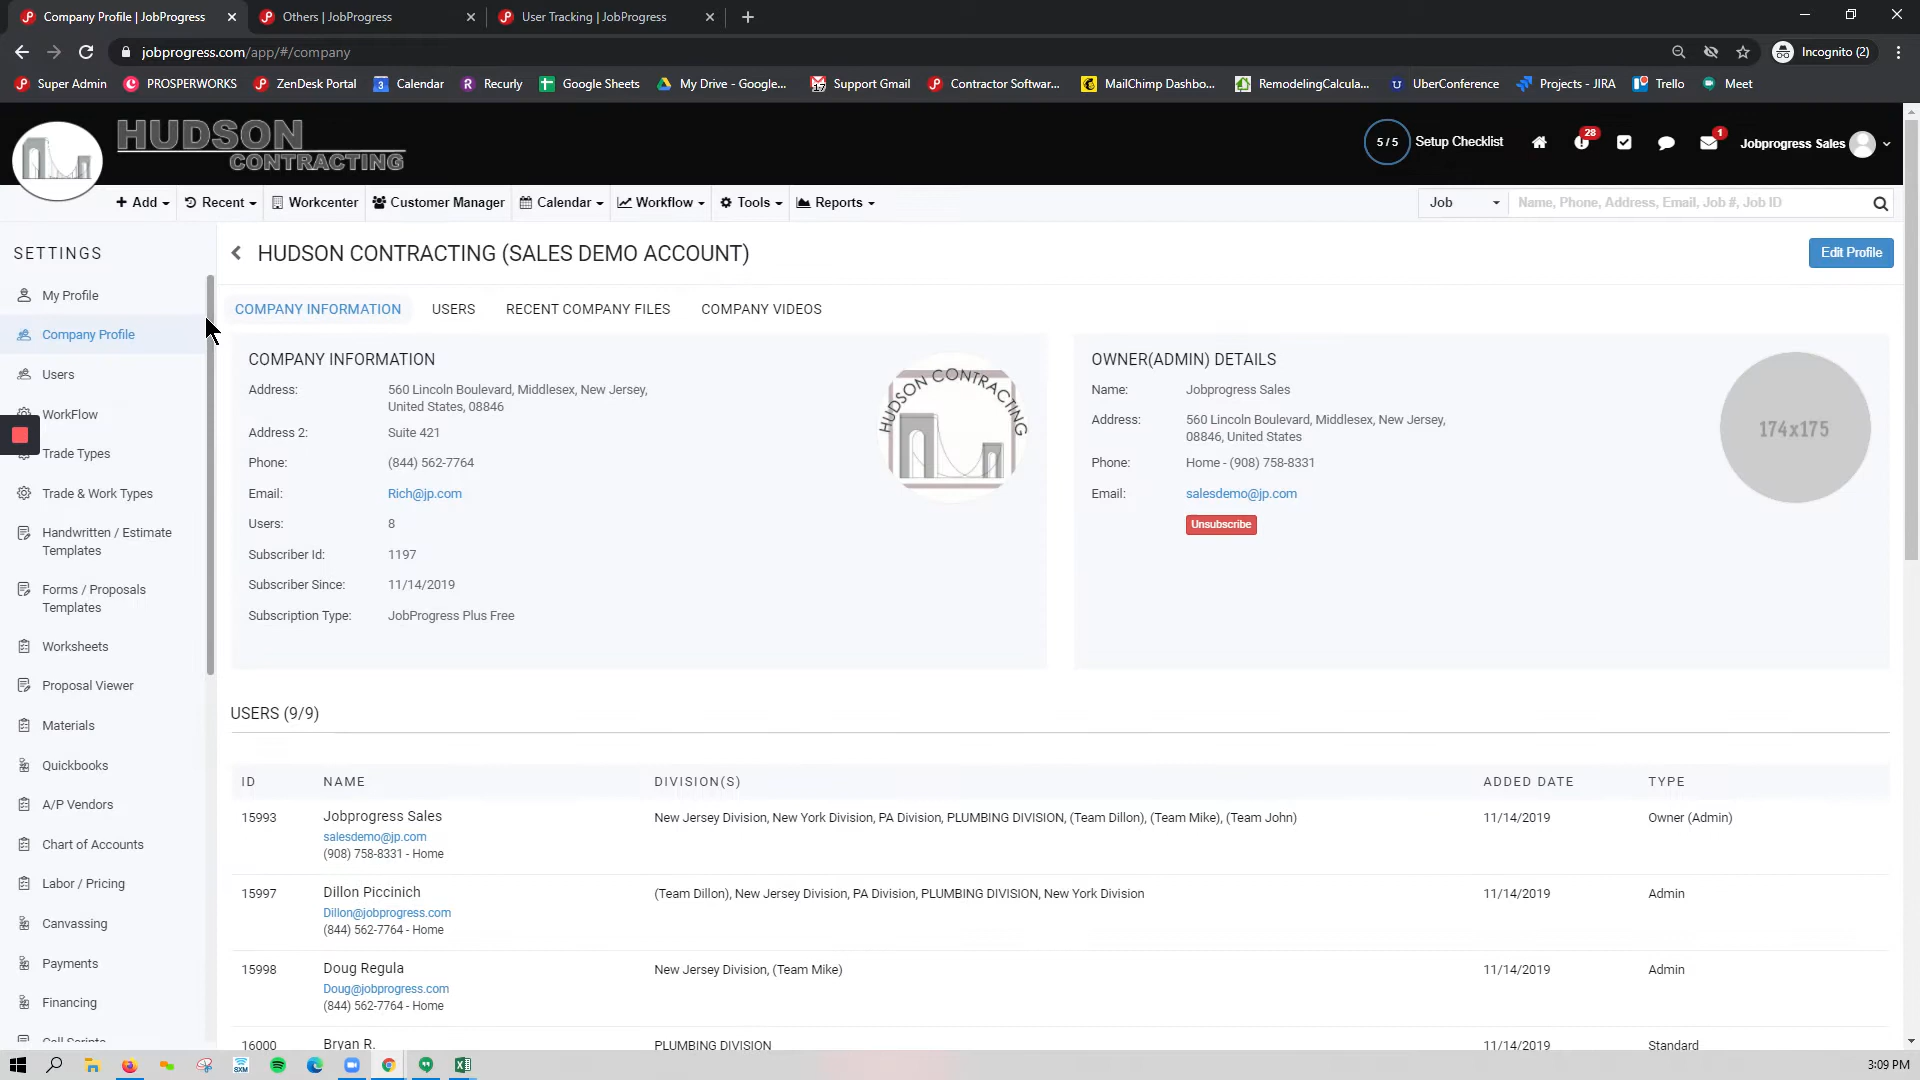 Company Profile | JobProgress
Others | JobProgress
User Tracking | JobProgress
jobprogress.com/app/#/company
Incognito (2)
Super Admin
PROSPERWORKS
ZenDesk Portal
3
Calendar
R
Recurly
Google Sheets
My Drive - Google...
17
Support Gmail
Contractor Softwar...
MailChimp Dashbo...
RemodelingCalcula...
U
UberConference
Projects - JIRA
Trello
Meet
HUDSON
CONTRACTING
5 / 5
Setup Checklist
28
1
Jobprogress Sales
+ Add
Recent
Workcenter
Customer Manager
Calendar
Workflow
Tools
Reports
Job
Name, Phone, Address, Email, Job #, Job ID
SETTINGS
My Profile
Company Profile
Users
WorkFlow
Trade Types
Trade & Work Types
Handwritten / Estimate
Templates
Forms / Proposals
Templates
Worksheets
Proposal Viewer
Materials
Quickbooks
A/P Vendors
Chart of Accounts
Labor / Pricing
Canvassing
Payments
Financing
Call Scripts
HUDSON CONTRACTING (SALES DEMO ACCOUNT)
Edit Profile
COMPANY INFORMATION
USERS
RECENT COMPANY FILES
COMPANY VIDEOS
COMPANY INFORMATION
Address: 560 Lincoln Boulevard, Middlesex, New Jersey,
United States, 08846
Address 2: Suite 421
Phone: (844) 562-7764
Email: Rich@jp.com
Users: 8
Subscriber Id: 1197
Subscriber Since: 11/14/2019
Subscription Type: JobProgress Plus Free
HUDSON CONTRACTING
OWNER(ADMIN) DETAILS
Name: Jobprogress Sales
Address: 560 Lincoln Boulevard, Middlesex, New Jersey,
08846, United States
Phone: Home - (908) 758-8331
Email: salesdemo@jp.com
Unsubscribe
174x175
USERS (9/9)
ID NAME DIVISION(S) ADDED DATE TYPE
15993 Jobprogress Sales New Jersey Division, New York Division, PA Division, PLUMBING DIVISION, (Team Dillon), (Team Mike), (Team John) 11/14/2019 Owner (Admin)
salesdemo@jp.com
(908) 758-8331 - Home
15997 Dillon Piccinich (Team Dillon), New Jersey Division, PA Division, PLUMBING DIVISION, New York Division 11/14/2019 Admin
Dillon@jobprogress.com
(844) 562-7764 - Home
15998 Doug Regula New Jersey Division, (Team Mike) 11/14/2019 Admin
Doug@jobprogress.com
(844) 562-7764 - Home
16000 Bryan R. PLUMBING DIVISION 11/14/2019 Standard
SXM
3:09 PM